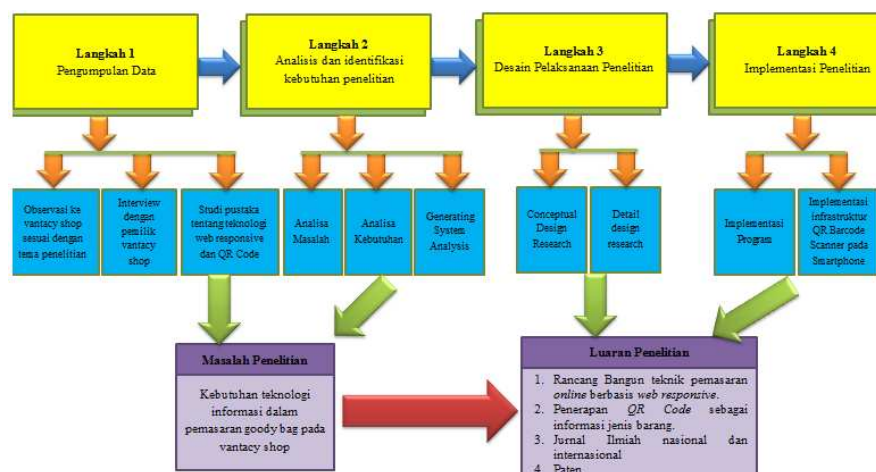 Langkah 1
Pengumpulan Data
Langkah 2
Analisis dan identifikasi
kebutuhan penelitian
Langkah 3
Desain Pelaksanaan Penelitian
Langkah 4
Implementasi Penelitian
Observasi ke
vantacy shop
sesuai dengan
tema penelitian
Interview
dengan
pemilik
vantacy
shop
Studi pustaka
tentang teknologi
web responsive
dan QR Code
Analisa
Masalah
Analisa
Kebutuhan
Generating
System
Analysis
Conceptual
Design
Research
Detail
design
research
Implementasi
Program
Implementasi
infrastruktur
QR Barcode
Scanner pada
Smartphone
Masalah Penelitian
Kebutuhan teknologi
informasi dalam
pemasaran goody bag pada
vantacy shop
Luaran Penelitian
1. Rancang Bangun teknik pemasaran
online berbasis web responsive.
2. Penerapan QR Code sebagai
informasi jenis barang.
3. Jurnal Ilmiah nasional dan
internasional
4. Paten